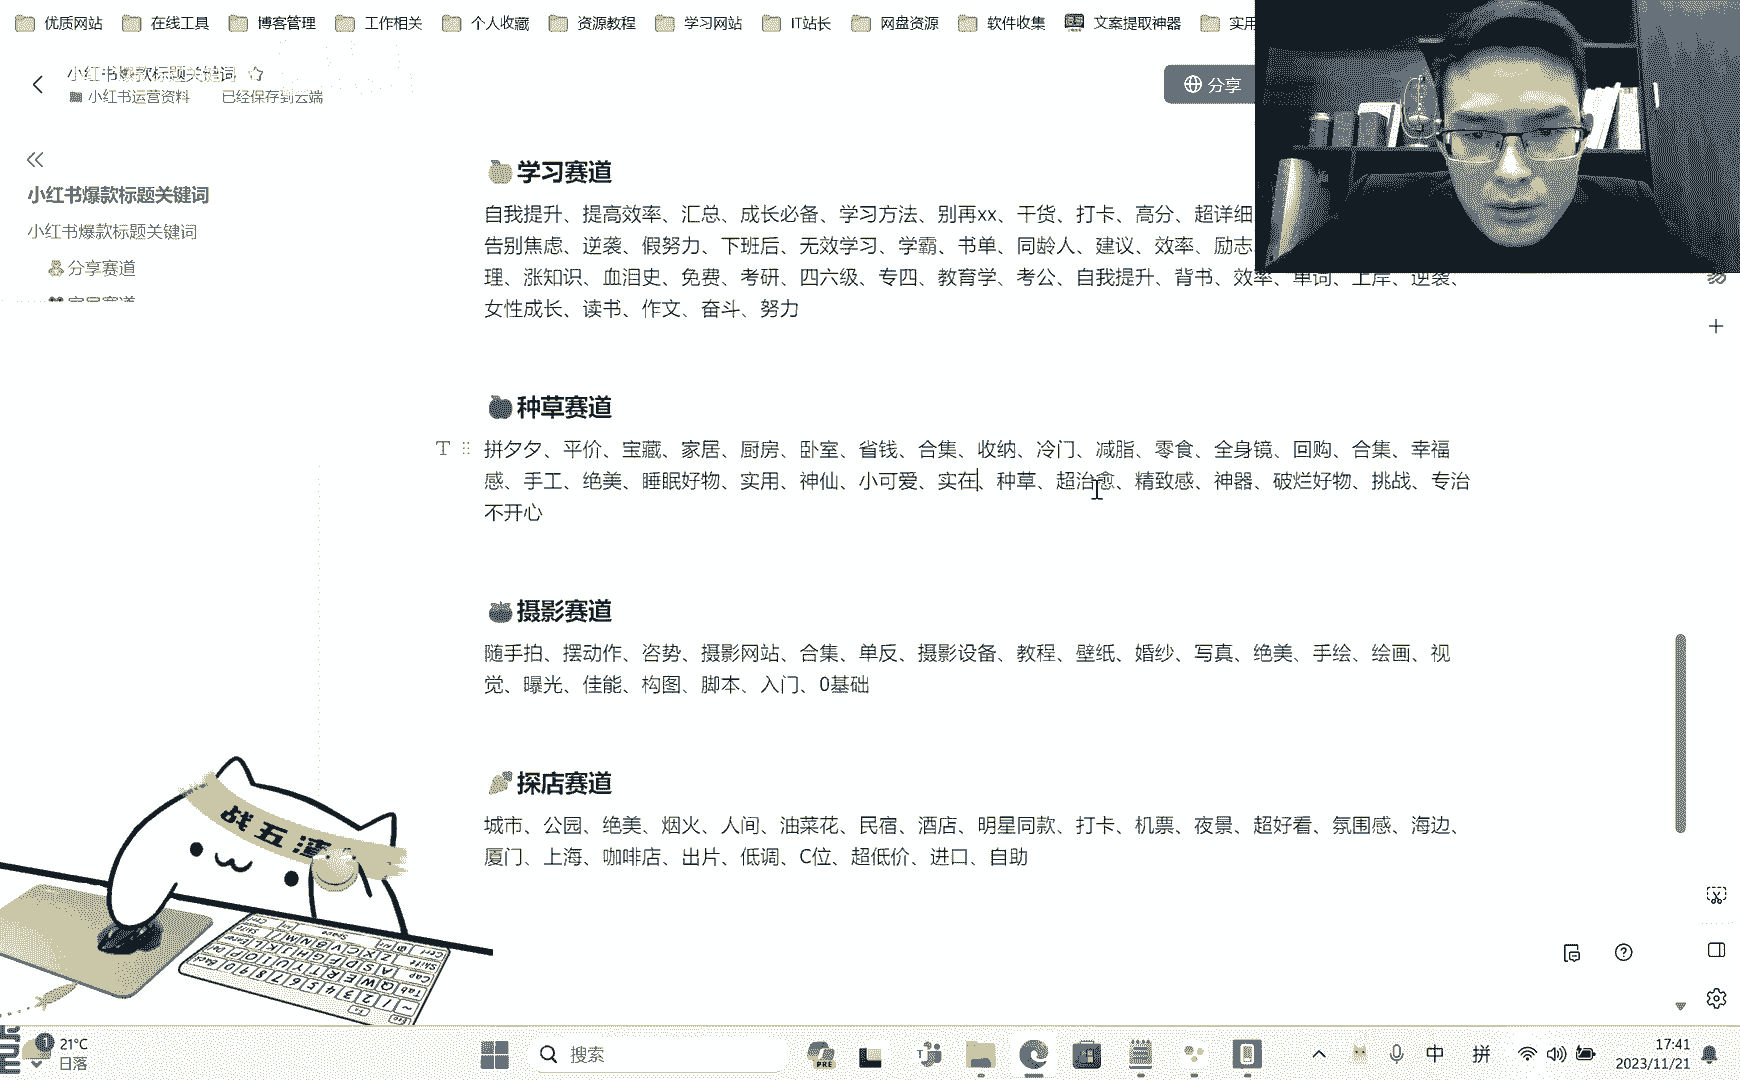 优质网站 在线工具 博客管理 工作相关 个人收藏 资源教程 学习网站 IT站长 网盘资源 软件收集 文案提取神器 实用
小红书爆款标题关键词
小红书运营资料 已经保存到云端
分享
小红书爆款标题关键词
小红书爆款标题关键词
分享赛道
学习赛道
自我提升、提高效率、汇总、成长必备、学习方法、别再xx、干货、打卡、高分、超详细
告别焦虑、逆袭、假努力、下班后、无效学习、学霸、书单、同龄人、建议、效率、励志、
理、涨知识、血泪史、免费、考研、四六级、专四、教育学、考公、自我提升、背书、效率、单词、上岸、逆袭、
女性成长、读书、作文、奋斗、努力
种草赛道
拼夕夕、平价、宝藏、家居、厨房、卧室、省钱、合集、收纳、冷门、减脂、零食、全身镜、回购、合集、幸福
感、手工、绝美、睡眠好物、实用、神仙、小可爱、实在、种草、超治愈、精致感、神器、破烂好物、挑战、专治
不开心
摄影赛道
随手拍、摆动作、咨势、摄影网站、合集、单反、摄影设备、教程、壁纸、婚纱、写真、绝美、手绘、绘画、视
觉、曝光、佳能、构图、脚本、入门、0基础
探店赛道
城市、公园、绝美、烟火、人间、油菜花、民宿、酒店、明星同款、打卡、机票、夜景、超好看、氛围感、海边、
厦门、上海、咖啡店、出片、低调、C位、超低价、进口、自助
战五渣
21°C
日落
搜索
PRE
中 拼
17:41
2023/11/21